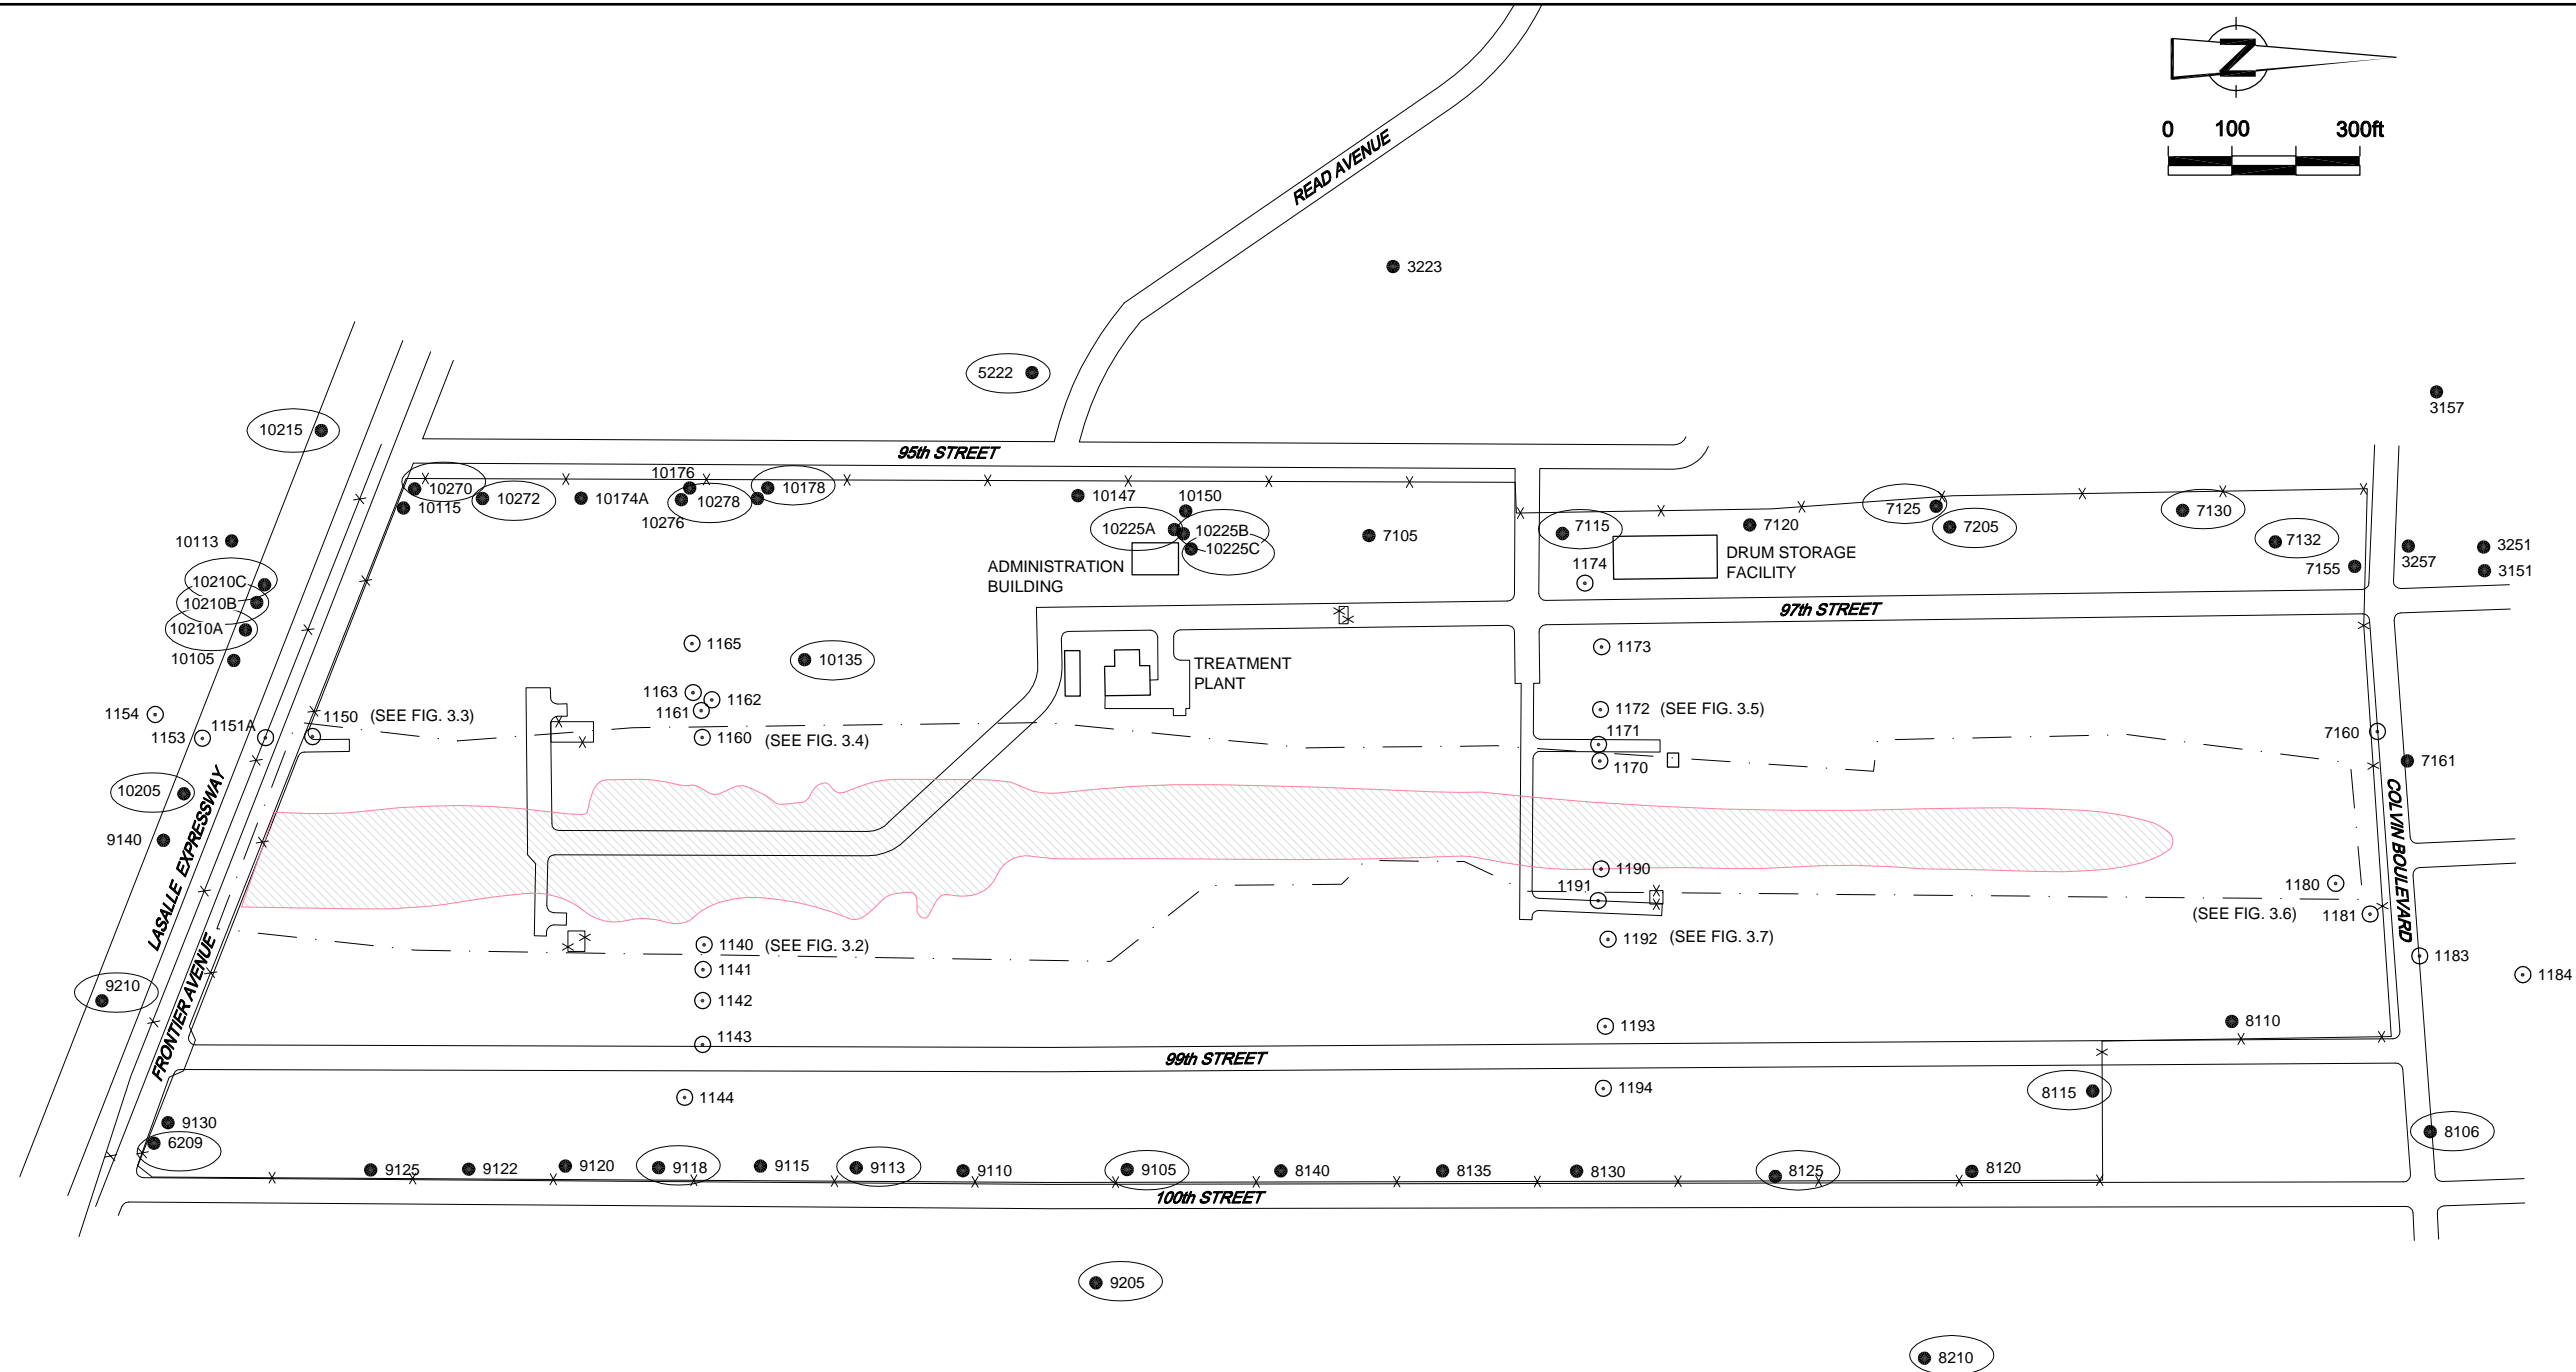 Z
0 100 300ft
READ AVENUE
3223
5222
3157
10215
95th STREET
10176
10270
10272
10174A
10278
10178
10147
10150
10115
10276
10225A
10225B
10225C
7105
7115
7120
7125
7205
7130
7132
10113
3257
3251
3151
7155
ADMINISTRATION
BUILDING
DRUM STORAGE
FACILITY
1174
10210C
10210B
10210A
10105
97th STREET
1165
10135
1173
TREATMENT
PLANT
1163
1162
1161
1154
1153
1151A
1150 (SEE FIG. 3.3)
1160 (SEE FIG. 3.4)
1172 (SEE FIG. 3.5)
1171
1170
7160
7161
10205
9140
LASALLE EXPRESSWAY
COLVIN BOULEVARD
1190
1191
1180
1181
(SEE FIG. 3.6)
1140 (SEE FIG. 3.2)
1192 (SEE FIG. 3.7)
1141
1142
1143
1183
1184
9210
FRONTIER AVENUE
1193
8110
99th STREET
1144
1194
8115
9130
6209
8106
9125
9122
9120
9118
9115
9113
9110
9105
8140
8135
8130
8125
8120
100th STREET
9205
8210